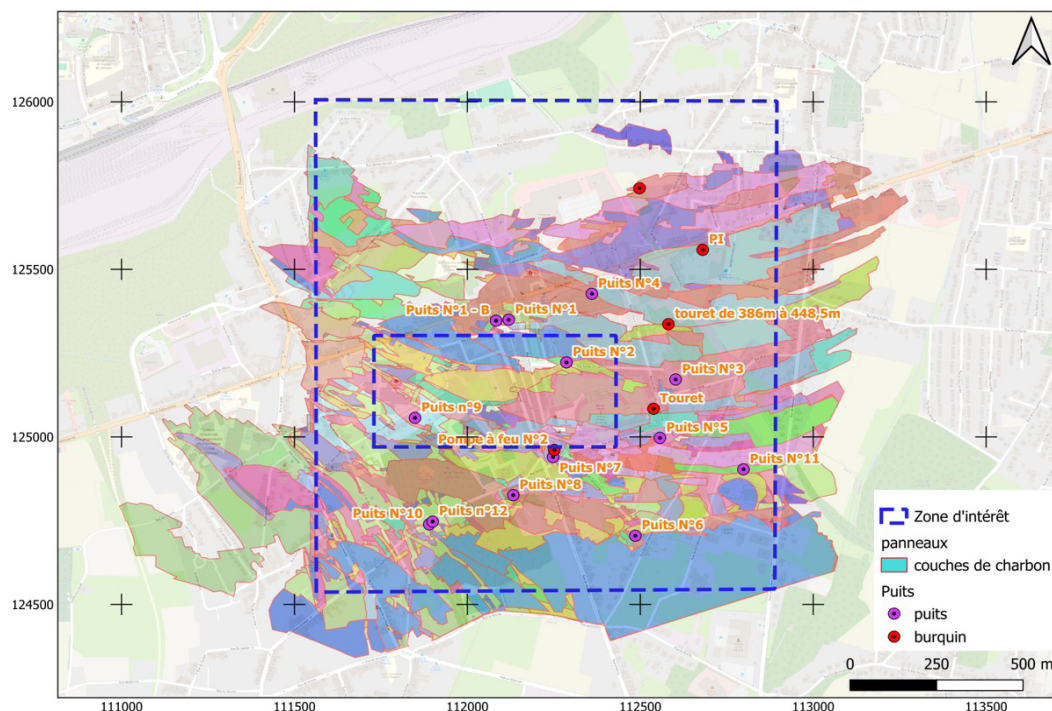 126000
PI
125500
Puits N°4
Puits N°1 - B
Puits N°1
touret de 386m à 448,5m
Puits N°2
Puits N°3
Puits n°9
Touret
125000
Pompe à feu N°2
Puits N°5
Puits N°7
Puits N°11
Puits N°8
Puits N°10
Puits n°12
Puits N°6
124500
Zone d'intérêt
panneaux
couches de charbon
Puits
puits
burquin
0 250 500 m
111000 111500 112000 112500 113000 113500